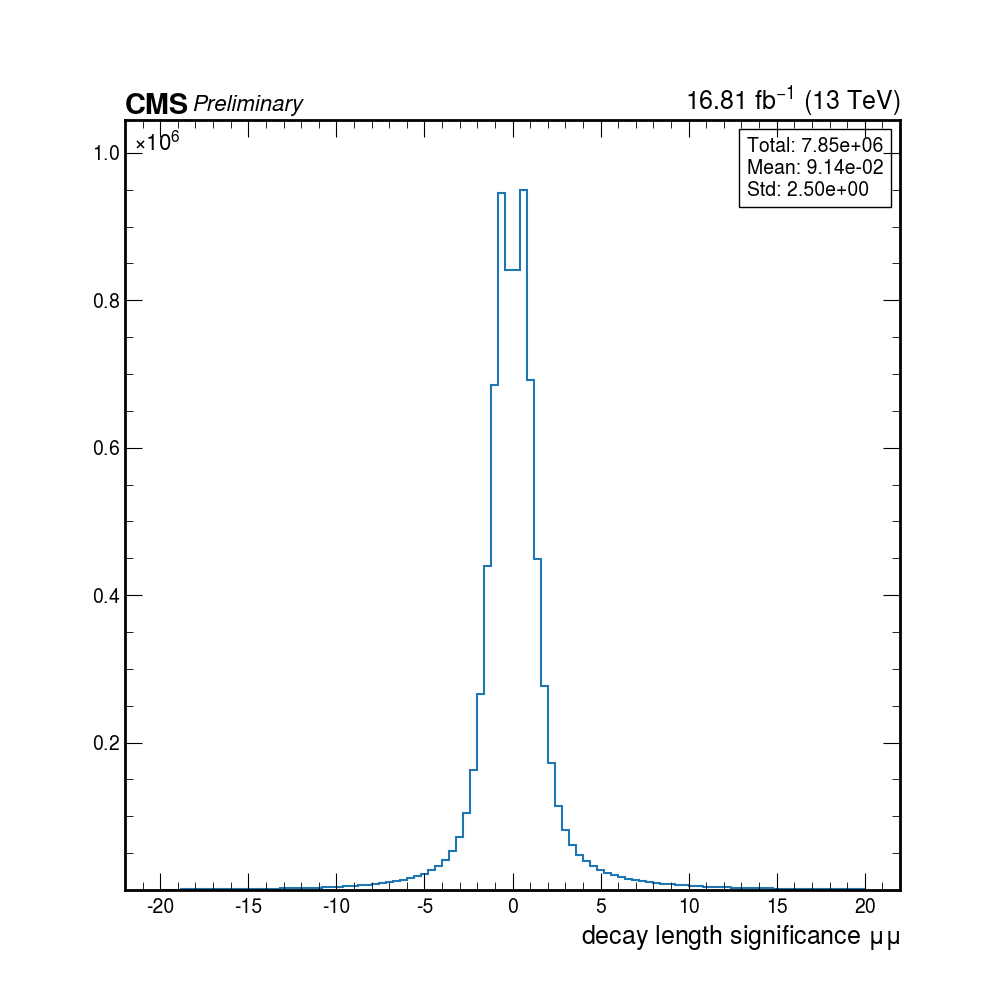 CMS Preliminary
16.81 fb⁻¹ (13 TeV)
×10⁶
Total: 7.85e+06
Mean: 9.14e-02
Std: 2.50e+00
1.0
0.8
0.6
0.4
0.2
-20 -15 -10 -5 0 5 10 15 20
decay length significance μμ